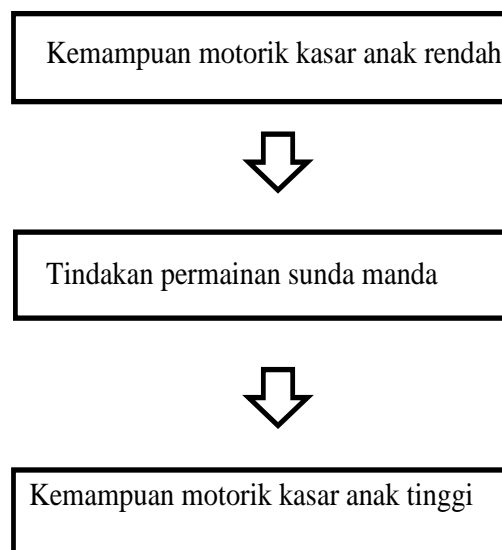 Kemampuan motorik kasar anak rendah
Tindakan permainan sunda manda
Kemampuan motorik kasar anak tinggi